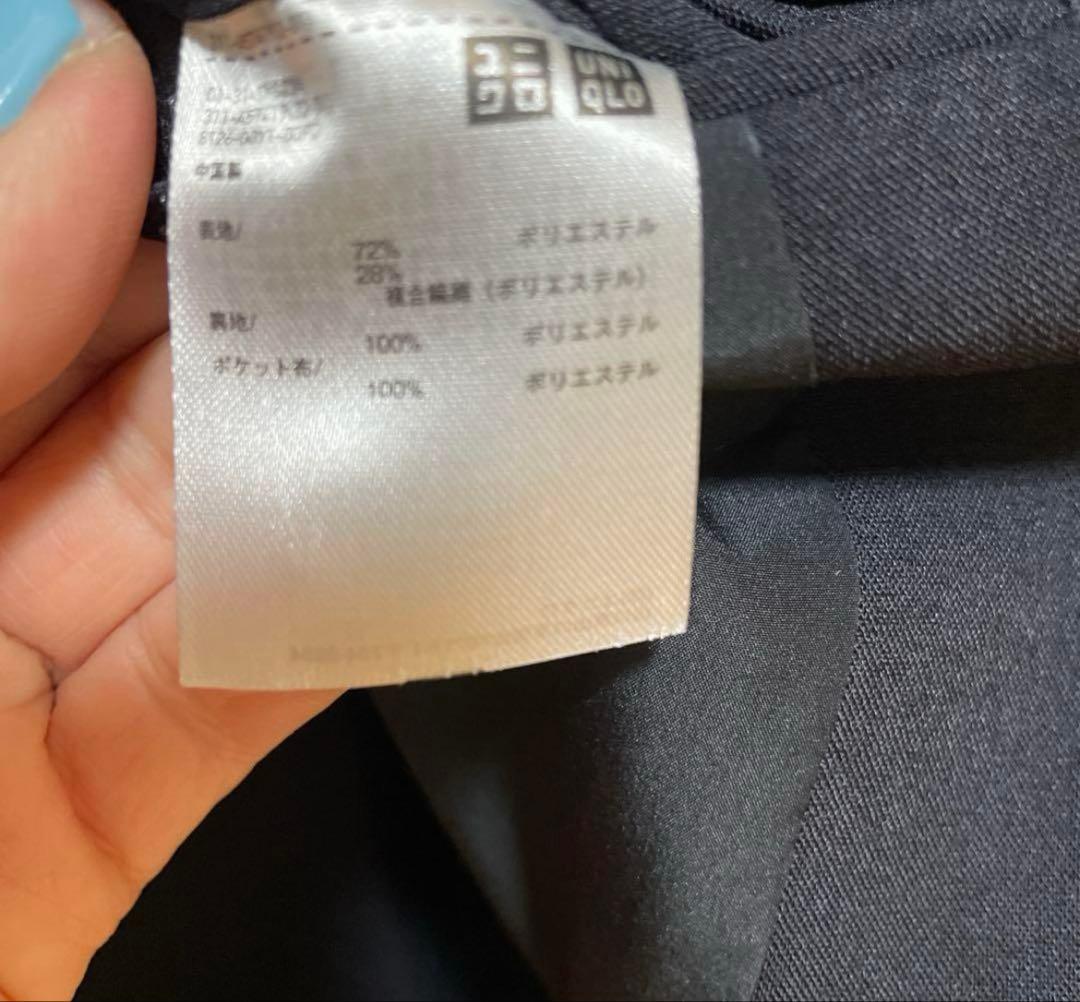 ユニクロ UNIQLO
中国製
表地/
ポリエステル
72%
28%
複合繊維(ポリエステル)
裏地/
ポリエステル
100%
ポケット布/
ポリエステル
100%